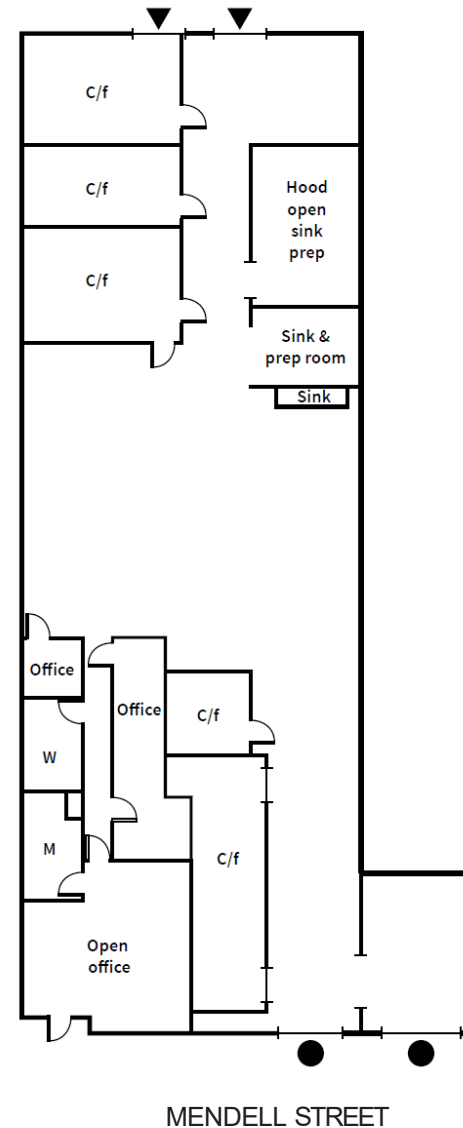 C/f
C/f
Hood
open
sink
prep
C/f
Sink &
prep room
Sink
Office
Office
C/f
W
M
C/f
Open
office
MENDELL STREET